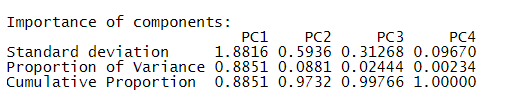 Importance of components:
PC1 PC2 PC3 PC4
Standard deviation 1.8816 0.5936 0.31268 0.09670
Proportion of Variance 0.8851 0.0881 0.02444 0.00234
Cumulative Proportion 0.8851 0.9732 0.99766 1.00000